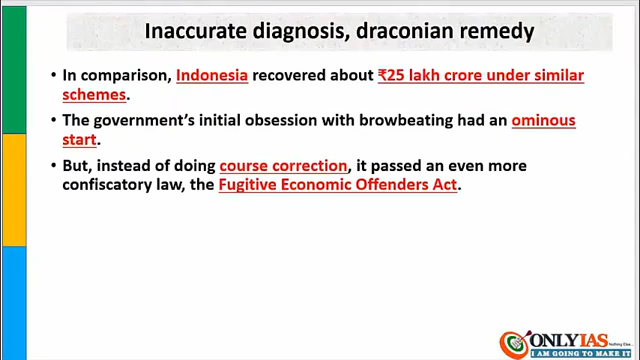 Inaccurate diagnosis, draconian remedy
• In comparison, Indonesia recovered about ₹25 lakh crore under similar
schemes.
• The government's initial obsession with browbeating had an ominous
start.
• But, instead of doing course correction, it passed an even more
confiscatory law, the Fugitive Economic Offenders Act.
ONLYIAS
Nothing Else..
I AM GOING TO MAKE IT